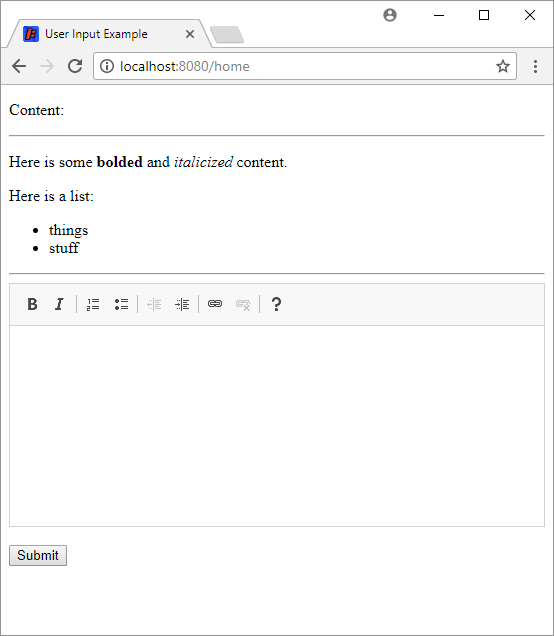 User Input Example
localhost:8080/home
Content:
Here is some bolded and italicized content.
Here is a list:
• things
• stuff
B I ?
Submit